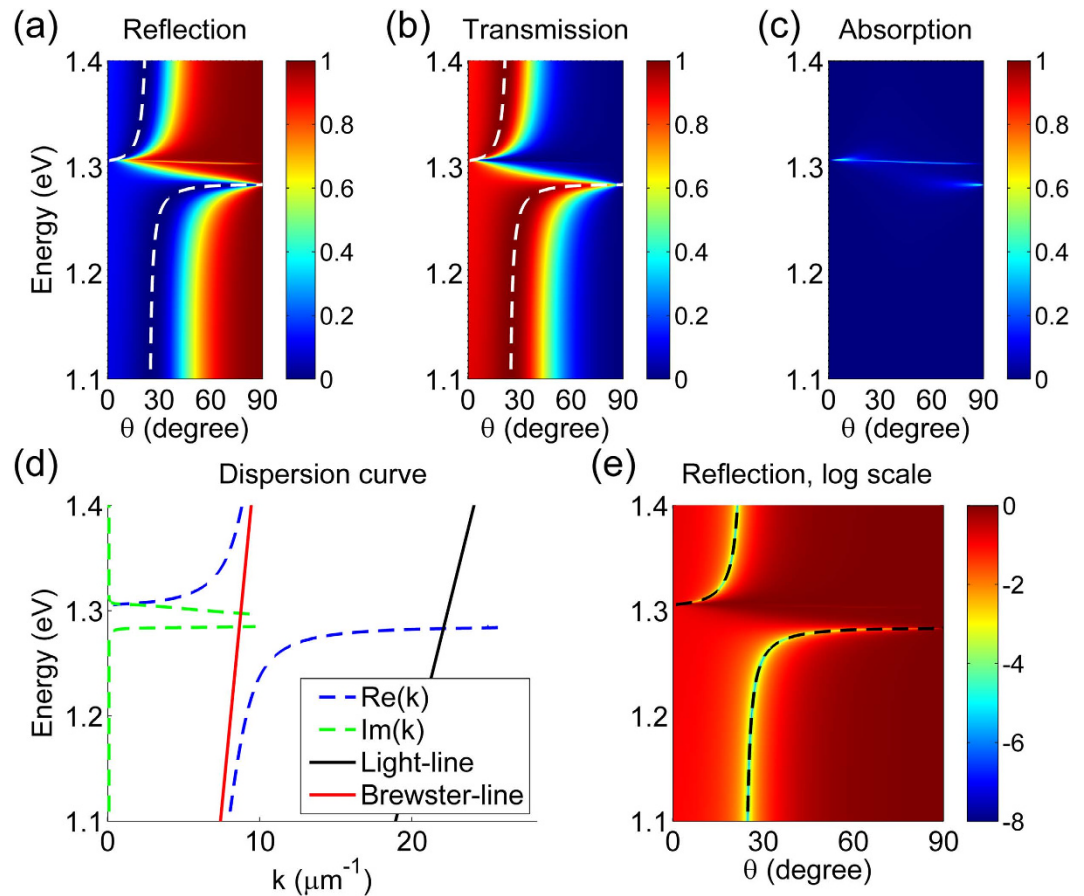 (a) Reflection
1.4
1.3
1.2
1.1
Energy (eV)
0 30 60 90
θ (degree)
1
0.8
0.6
0.4
0.2
0
(b) Transmission
1.4
1.3
1.2
1.1
0 30 60 90
θ (degree)
1
0.8
0.6
0.4
0.2
0
(c) Absorption
1.4
1.3
1.2
1.1
0 30 60 90
θ (degree)
1
0.8
0.6
0.4
0.2
0
(d) Dispersion curve
1.4
1.3
1.2
1.1
Energy (eV)
0 10 20
k (μm⁻¹)
Re(k)
Im(k)
Light-line
Brewster-line
(e) Reflection, log scale
1.4
1.3
1.2
1.1
0 30 60 90
θ (degree)
0
-2
-4
-6
-8